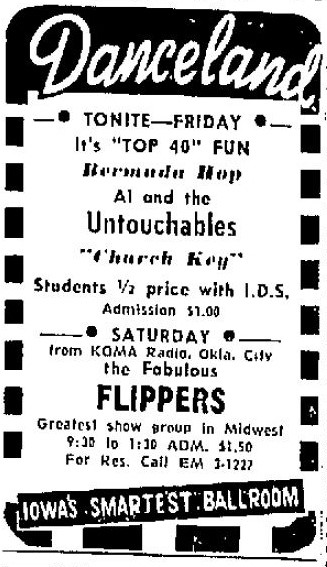 Danceland
TONITE—FRIDAY
It's "TOP 40" FUN
Bermuda Hop
Al and the
Untouchables
"Church Key"
Students ½ price with I.D.S.
Admission $1.00
SATURDAY
from KOMA Radio, Okla. City
the Fabulous
FLIPPERS
Greatest show group in Midwest
9:30 to 1:30 ADM. $1.50
For Res. Call EM 3-1227
IOWA'S SMARTEST BALLROOM